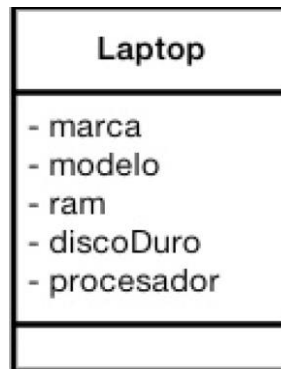 Laptop
- marca
- modelo
- ram
- discoDuro
- procesador